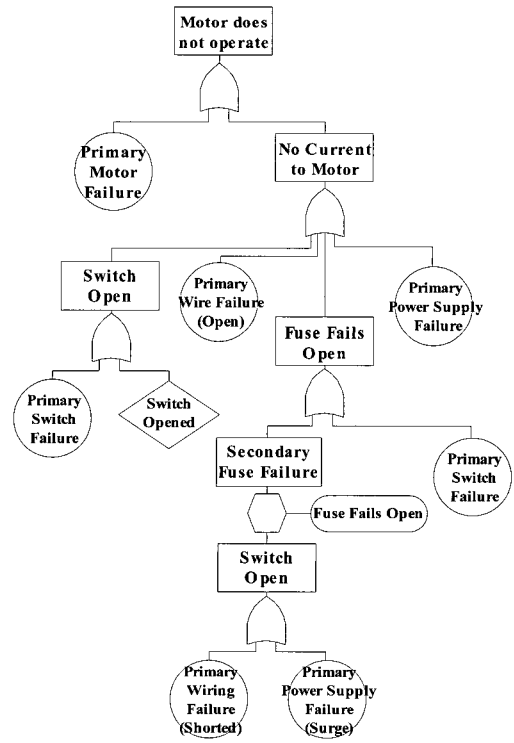 Motor does
not operate
Primary
Motor
Failure
No Current
to Motor
Switch
Open
Primary
Wire Failure
(Open)
Primary
Power Supply
Failure
Fuse Fails
Open
Primary
Switch
Failure
Switch
Opened
Secondary
Fuse Failure
Primary
Switch
Failure
Fuse Fails Open
Switch
Open
Primary
Wiring
Failure
(Shorted)
Primary
Power Supply
Failure
(Surge)